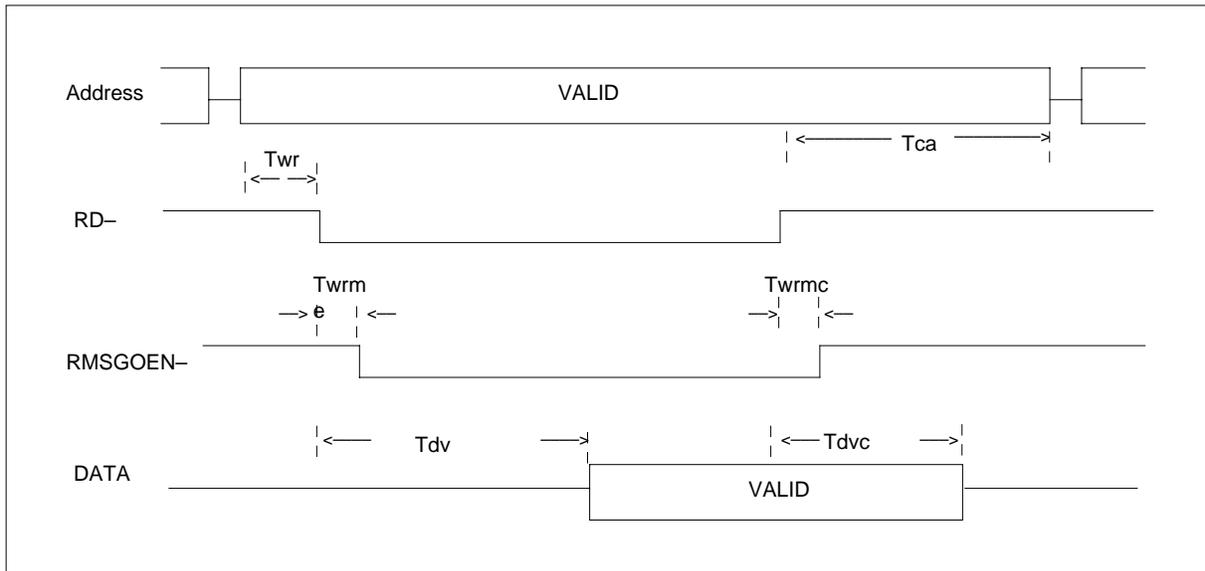 VALID
Address
Tca
Twr
RD–
Twrm
e
Twrmc
RMSGOEN–
Tdv
Tdvc
DATA
VALID